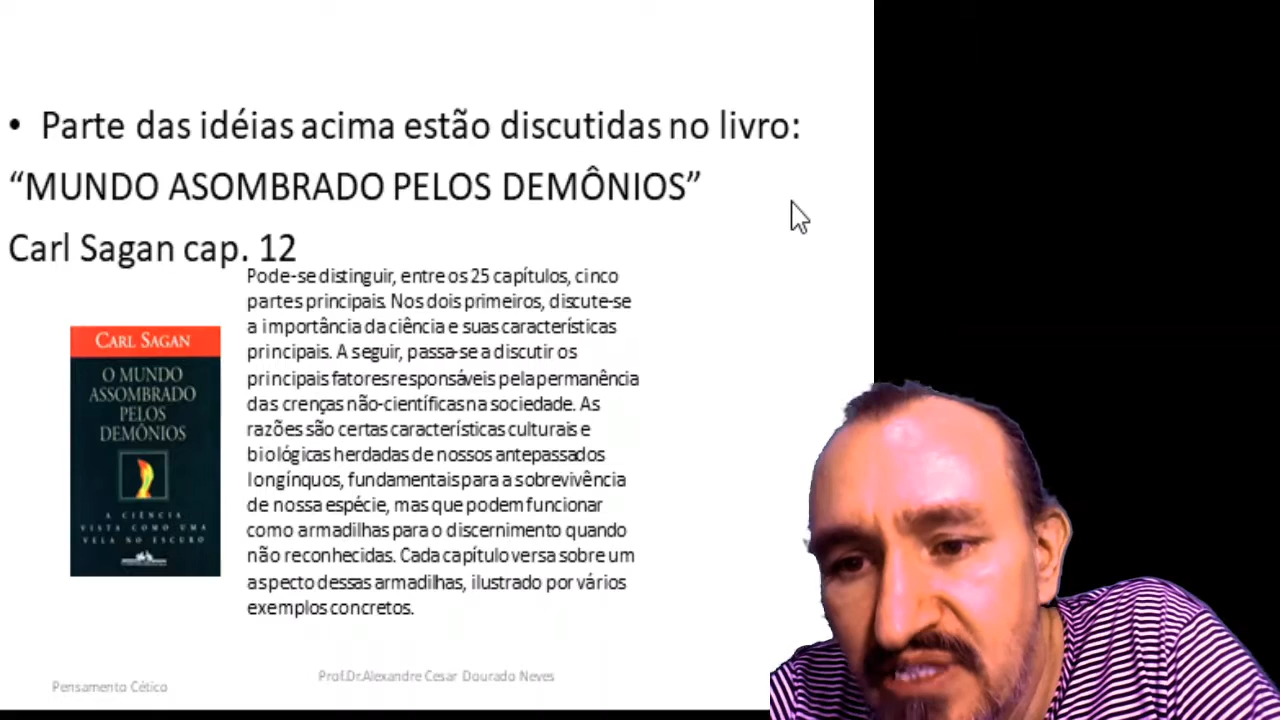 • Parte das idéias acima estão discutidas no livro:
“MUNDO ASOMBRADO PELOS DEMÔNIOS”
Carl Sagan cap. 12
Pode-se distinguir, entre os 25 capítulos, cinco
partes principais. Nos dois primeiros, discute-se
a importância da ciência e suas características
principais. A seguir, passa-se a discutir os
principais fatores responsáveis pela permanência
das crenças não-científicas na sociedade. As
razões são certas características culturais e
biológicas herdadas de nossos antepassados
longínquos, fundamentais para a sobrevivência
de nossa espécie, mas que podem funcionar
como armadilhas para o discernimento quando
não reconhecidas. Cada capítulo versa sobre um
aspecto dessas armadilhas, ilustrado por vários
exemplos concretos.
CARL SAGAN
O MUNDO
ASSOMBRADO
PELOS
DEMÔNIOS
A CIÊNCIA
VISTA COMO UMA
VELA NO ESCURO
Prof.Dr.Alexandre Cesar Dourado Neves
Pensamento Cético